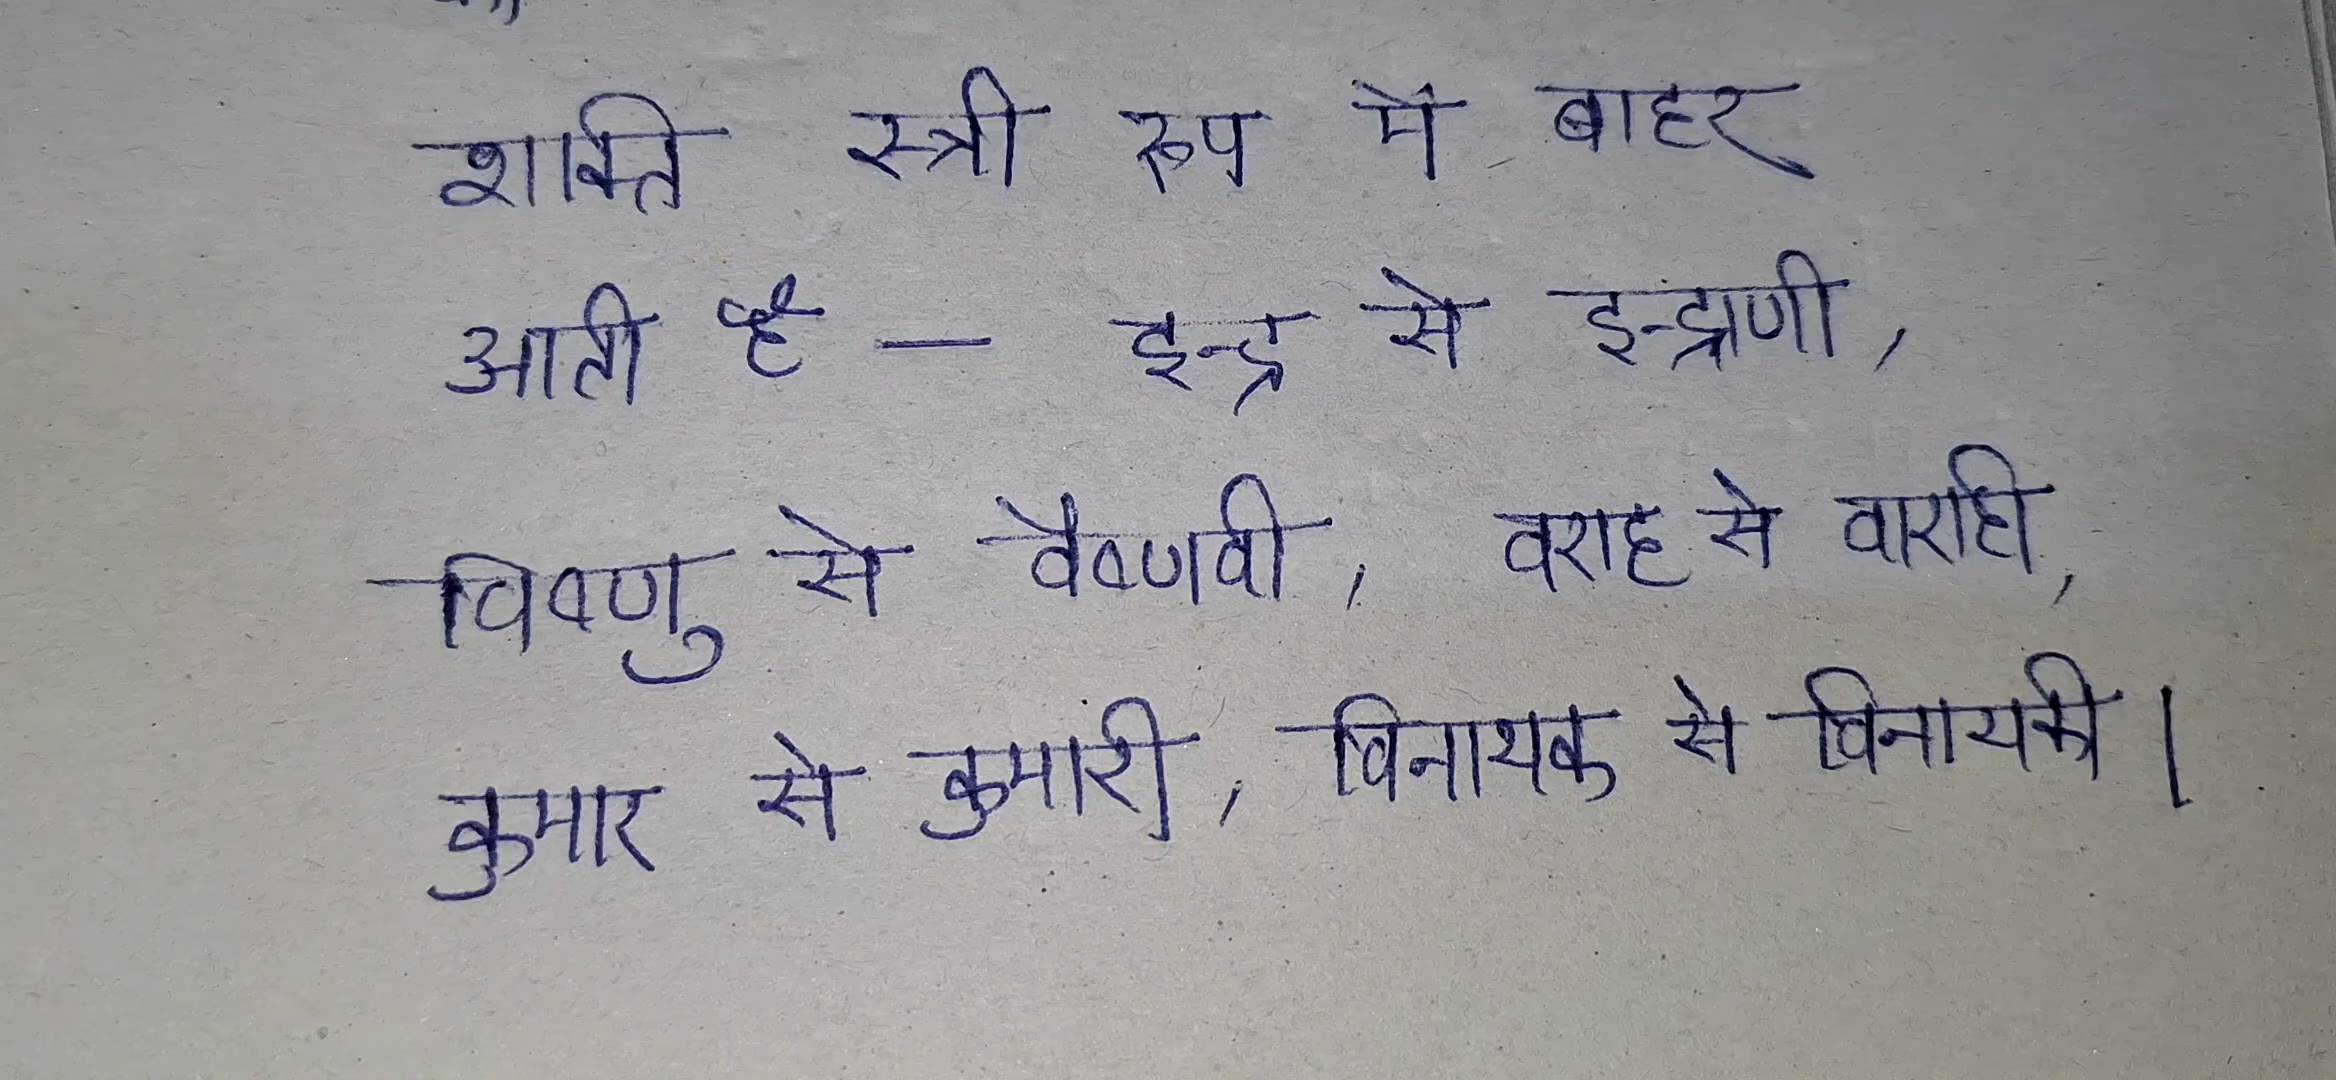 शक्ति स्त्री रूप में बाहर
आती है – इन्द्र से इन्द्राणी,
विष्णु से वैष्णवी, वराह से वाराही,
कुमार से कुमारी, विनायक से विनायकी।